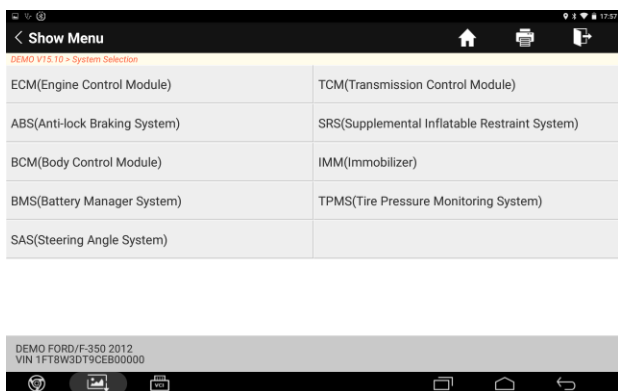 17:57
Show Menu
DEMO V15.10 > System Selection
ECM(Engine Control Module)
TCM(Transmission Control Module)
ABS(Anti-lock Braking System)
SRS(Supplemental Inflatable Restraint System)
BCM(Body Control Module)
IMM(Immobilizer)
BMS(Battery Manager System)
TPMS(Tire Pressure Monitoring System)
SAS(Steering Angle System)
DEMO FORD/F-350 2012
VIN 1FT8W3DT9CEB00000
VCI